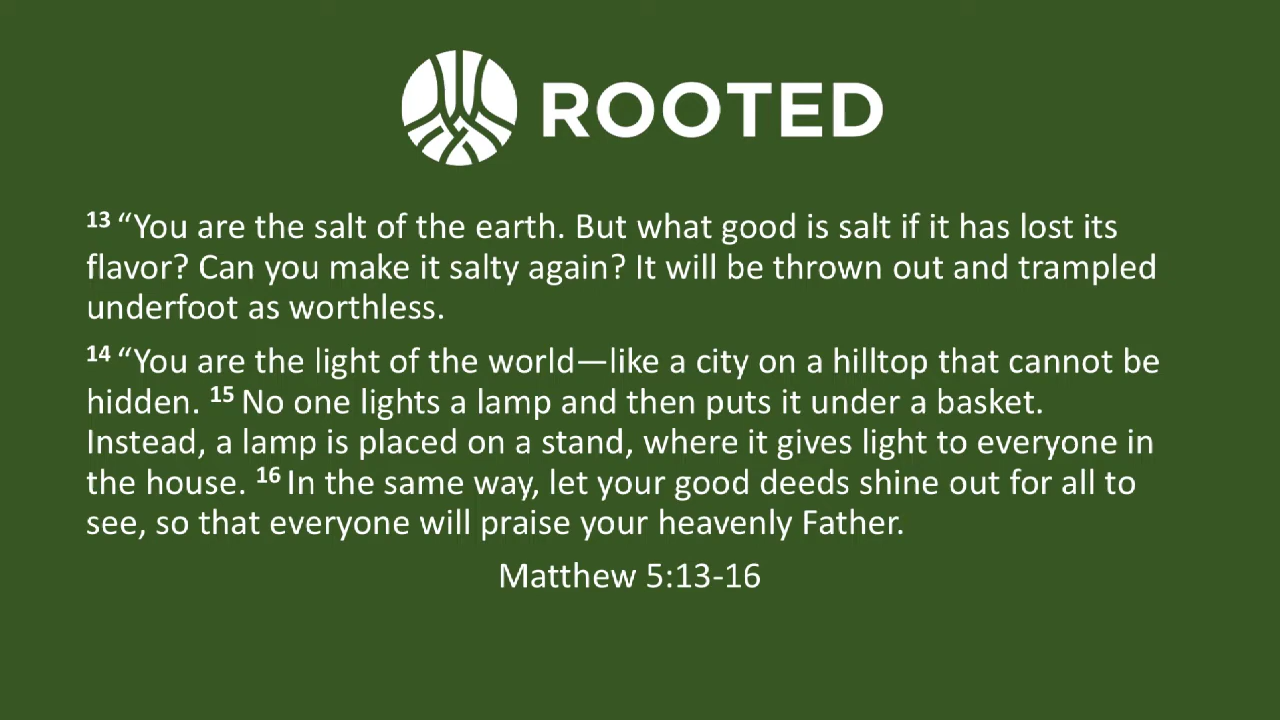 ROOTED
13 “You are the salt of the earth. But what good is salt if it has lost its
flavor? Can you make it salty again? It will be thrown out and trampled
underfoot as worthless.
14 “You are the light of the world—like a city on a hilltop that cannot be
hidden. 15 No one lights a lamp and then puts it under a basket.
Instead, a lamp is placed on a stand, where it gives light to everyone in
the house. 16 In the same way, let your good deeds shine out for all to
see, so that everyone will praise your heavenly Father.
Matthew 5:13-16